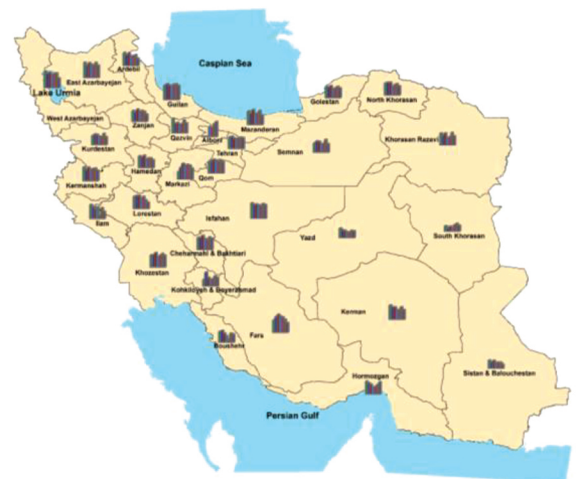 Caspian Sea
Ardebil
East Azarbayejan
Lake Urmia
Guilan
Golestan
North Khorasan
West Azarbayejan
Zanjan
Qazvin
Alborz
Mazanderan
Tehran
Khorasan Razavi
Kurdestan
Semnan
Hamedan
Qom
Kermanshah
Markazi
Ilam
Lorestan
Isfahan
Yazd
South Khorasan
Chaharmahl & Bakhtiari
Khozestan
Kohkiluyeh & Boyerahmad
Kerman
Fars
Boushehr
Sistan & Balouchestan
Hormozgan
Persian Gulf